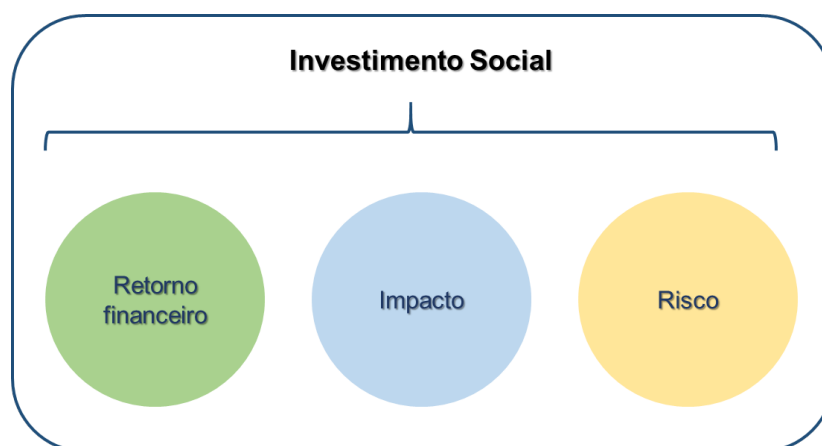 Investimento Social
Retorno
financeiro
Impacto
Risco